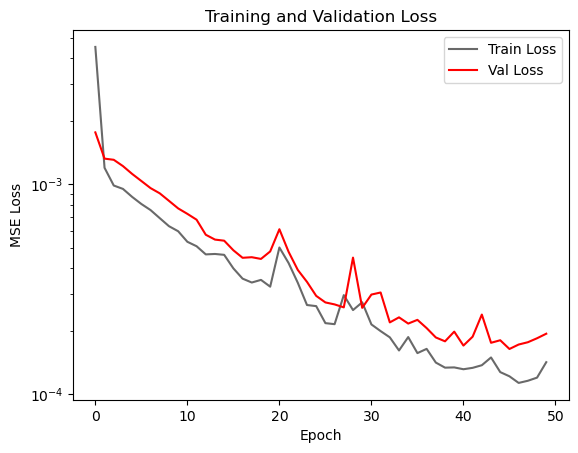 Training and Validation Loss
Train Loss
Val Loss
MSE Loss
10⁻³
10⁻⁴
0 10 20 30 40 50
Epoch